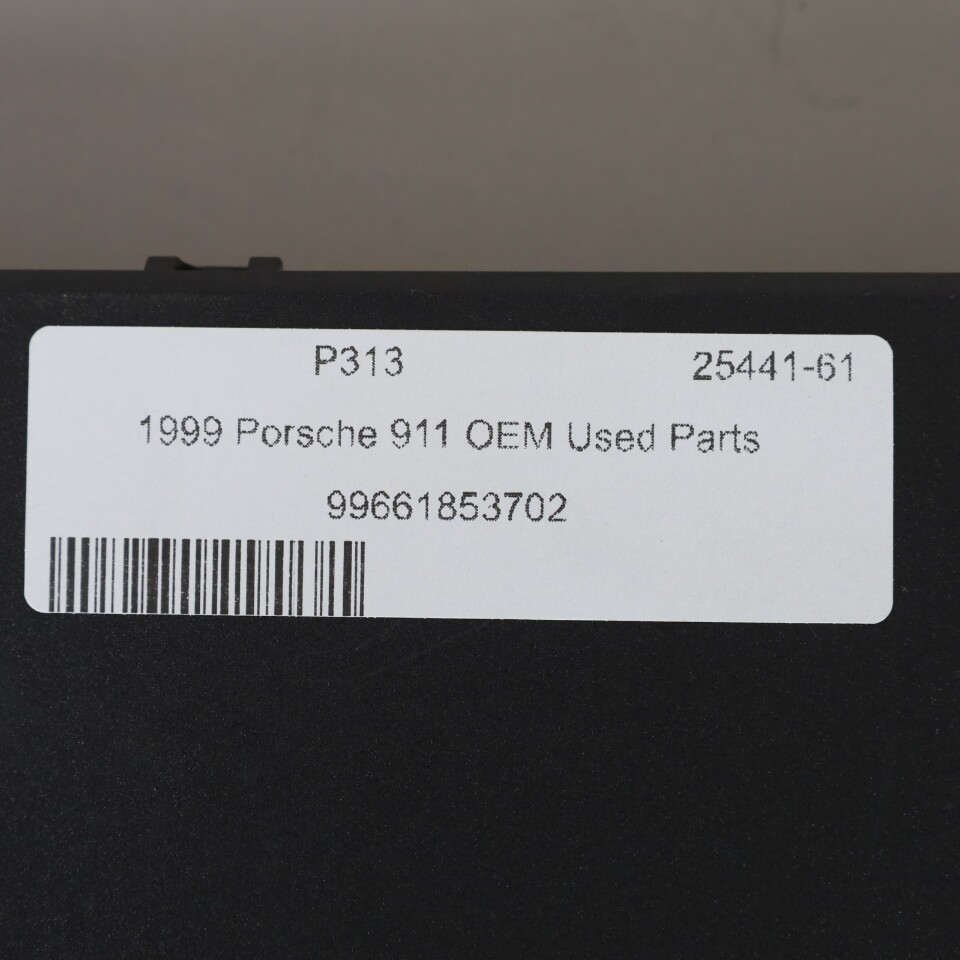 P313 25441-61
1999 Porsche 911 OEM Used Parts
99661853702